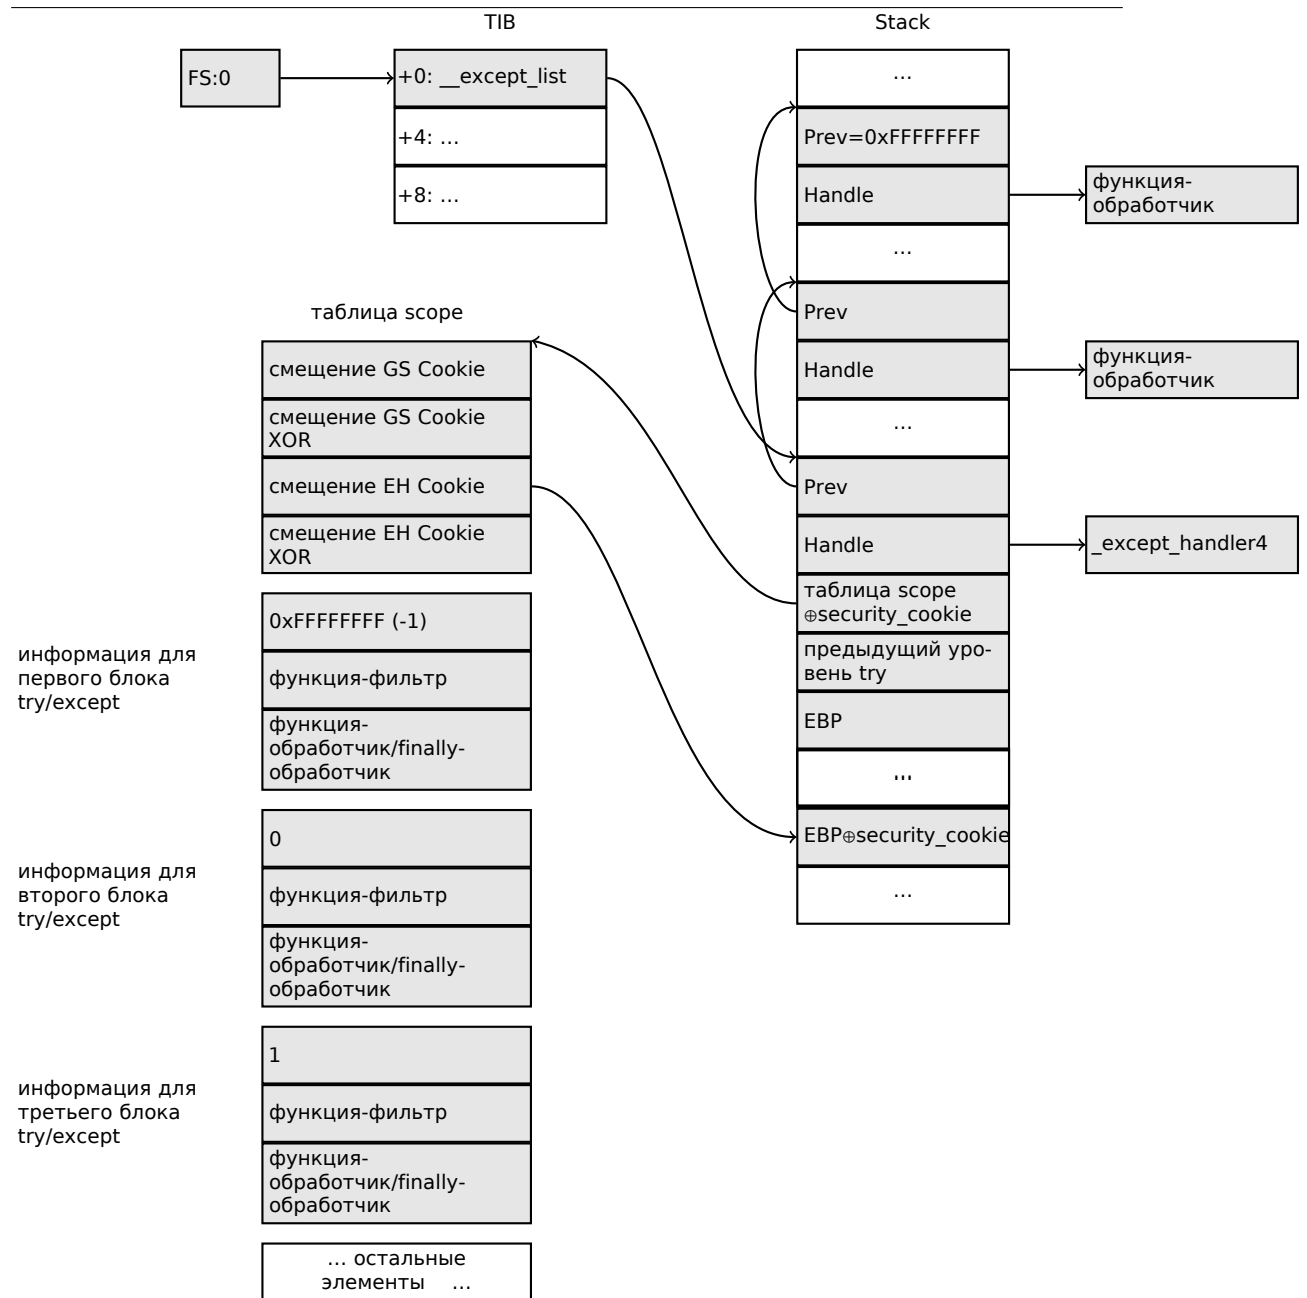 TIB
Stack
FS:0
+0: __except_list
+4: …
+8: …
…
Prev=0xFFFFFFFF
Handle
функция-
обработчик
…
Prev
Handle
функция-
обработчик
…
Prev
Handle
_except_handler4
таблица scope
⊕security_cookie
предыдущий уро-
вень try
EBP
…
EBP⊕security_cookie
…
таблица scope
смещение GS Cookie
смещение GS Cookie
XOR
смещение EH Cookie
смещение EH Cookie
XOR
информация для
первого блока
try/except
0xFFFFFFFF (-1)
функция-фильтр
функция-
обработчик/finally-
обработчик
информация для
второго блока
try/except
0
функция-фильтр
функция-
обработчик/finally-
обработчик
информация для
третьего блока
try/except
1
функция-фильтр
функция-
обработчик/finally-
обработчик
… остальные
элементы …